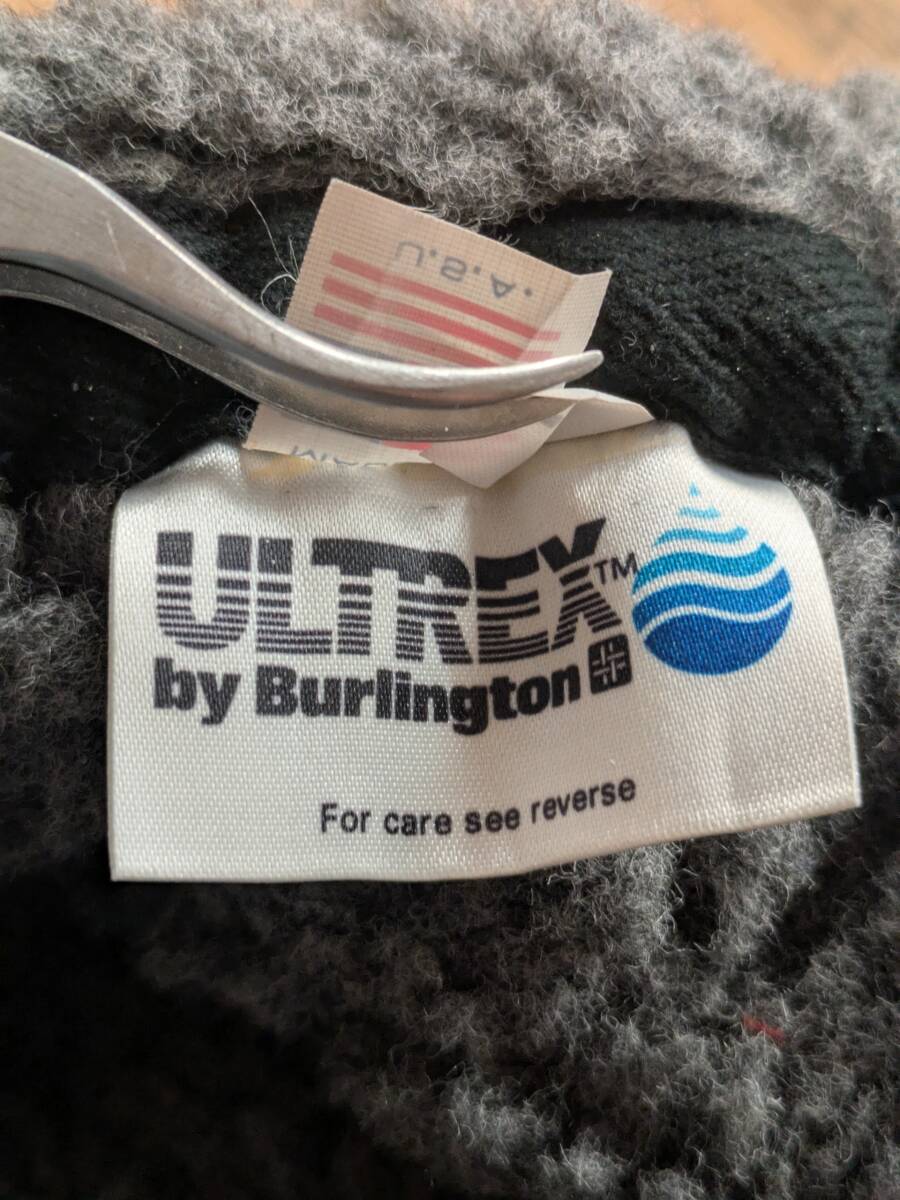 U.S.A.
ULTREX™
by Burlington
For care see reverse